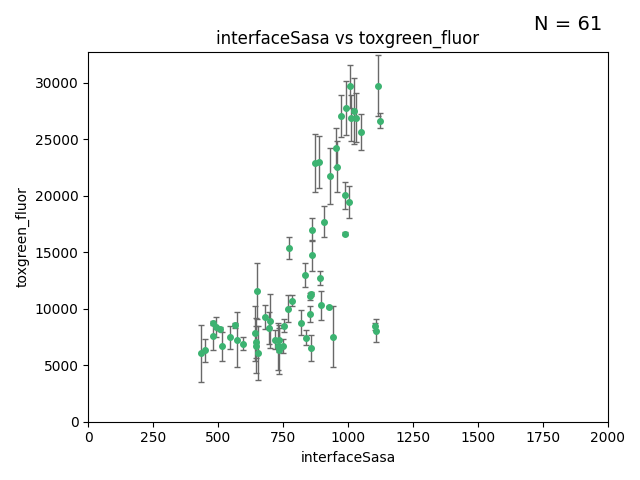 N = 61
interfaceSasa vs toxgreen_fluor
30000
25000
20000
15000
10000
5000
0
toxgreen_fluor
0 250 500 750 1000 1250 1500 1750 2000
interfaceSasa